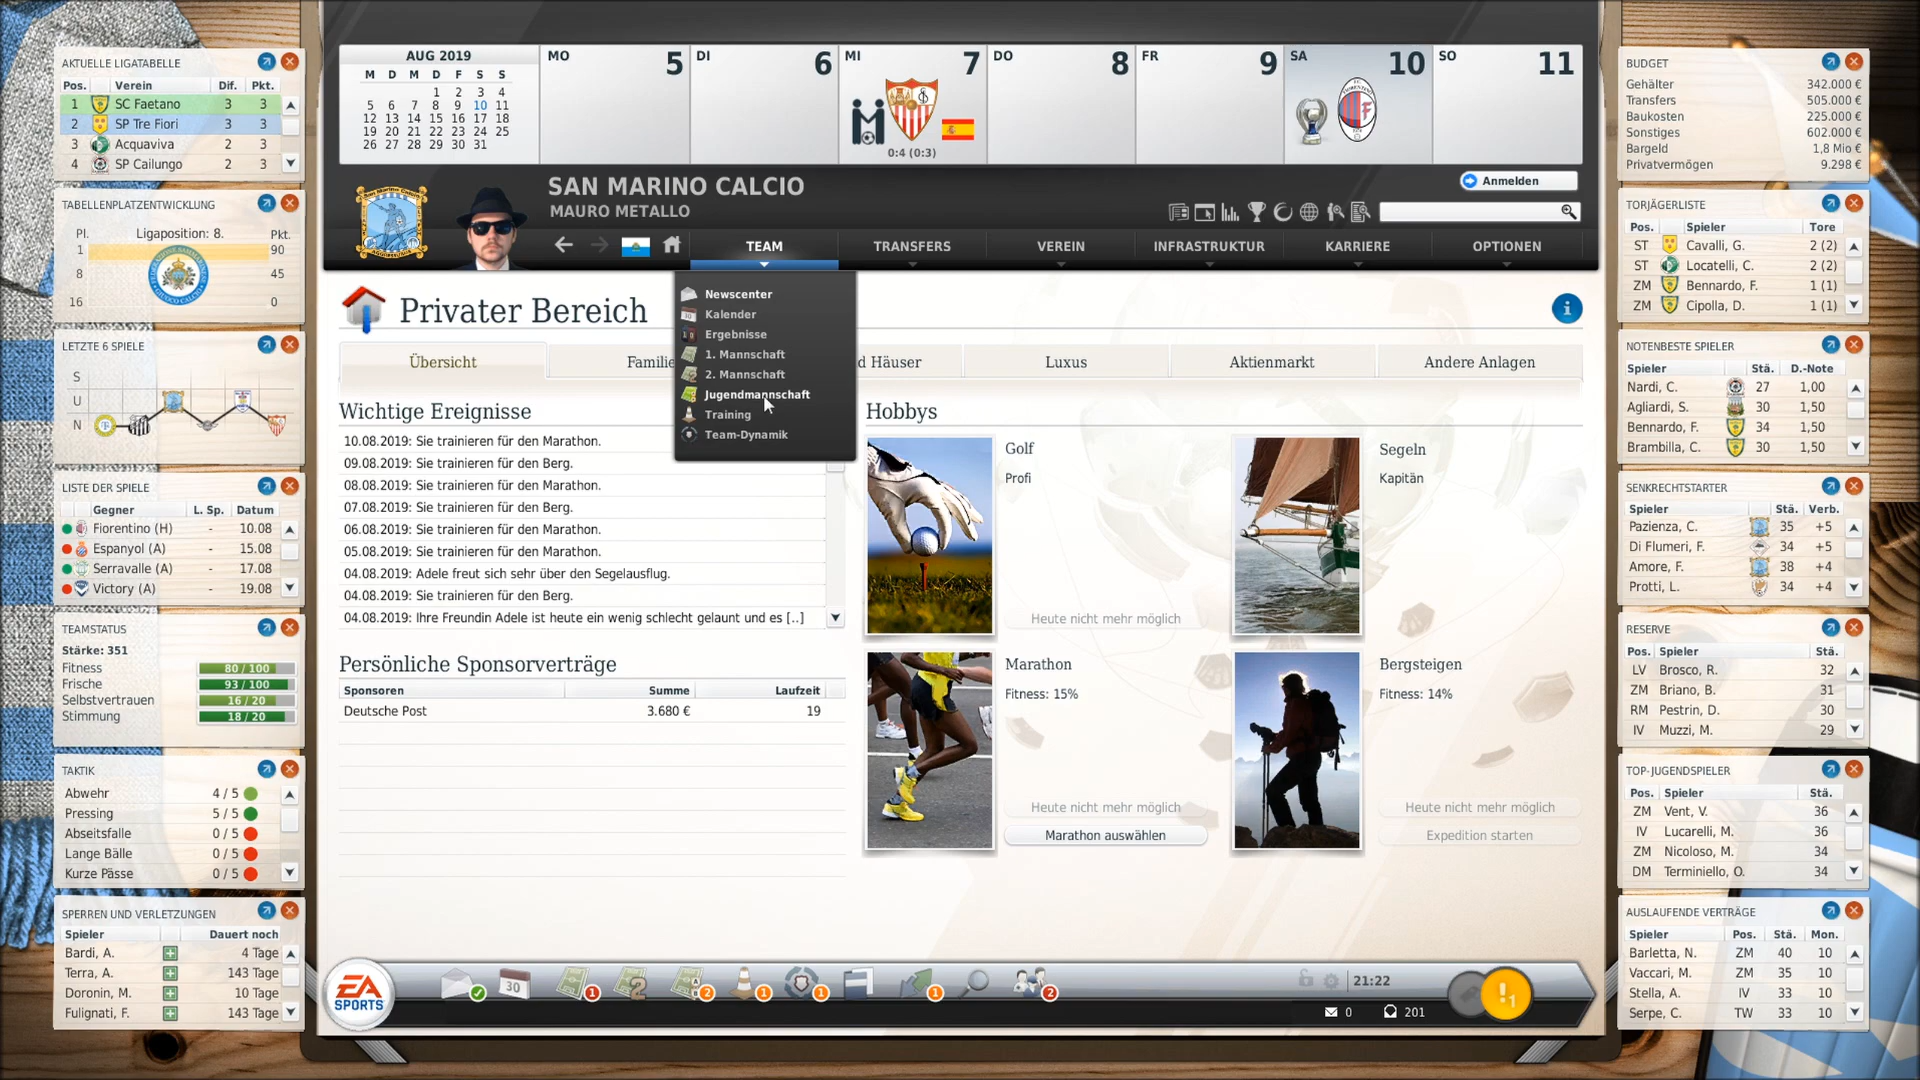 AKTUELLE LIGATABELLE
Pos. Verein Dif. Pkt.
1 SC Faetano 3 3
2 SP Tre Fiori 3 3
3 Acquaviva 2 3
4 SP Cailungo 2 3
TABELLENPLATZENTWICKLUNG
Pl. Ligaposition: 8. Pkt.
1 90
8 45
16 0
LETZTE 6 SPIELE
S
U
N
LISTE DER SPIELE
Gegner L. Sp. Datum
Fiorentino (H) - 10.08
Espanyol (A) - 15.08
Serravalle (A) - 17.08
Victory (A) - 19.08
TEAMSTATUS
Stärke: 351
Fitness 80 / 100
Frische 93 / 100
Selbstvertrauen 16 / 20
Stimmung 18 / 20
TAKTIK
Abwehr 4 / 5
Pressing 5 / 5
Abseitsfalle 0 / 5
Lange Bälle 0 / 5
Kurze Pässe 0 / 5
SPERREN UND VERLETZUNGEN
Spieler Dauert noch
Bardi, A. 4 Tage
Terra, A. 143 Tage
Doronin, M. 10 Tage
Fulignati, F. 143 Tage
AUG 2019
M D M D F S S
1 2 3 4
5 6 7 8 9 10 11
12 13 14 15 16 17 18
19 20 21 22 23 24 25
26 27 28 29 30 31
MO 5 DI 6 MI 7 DO 8 FR 9 SA 10 SO 11
0:4 (0:3)
SAN MARINO CALCIO
MAURO METALLO
Anmelden
TEAM TRANSFERS VEREIN INFRASTRUKTUR KARRIERE OPTIONEN
Newscenter
Kalender
Ergebnisse
1. Mannschaft
2. Mannschaft
Jugendmannschaft
Training
Team-Dynamik
Privater Bereich
Übersicht Familie d Häuser Luxus Aktienmarkt Andere Anlagen
Wichtige Ereignisse
10.08.2019: Sie trainieren für den Marathon.
09.08.2019: Sie trainieren für den Berg.
08.08.2019: Sie trainieren für den Marathon.
07.08.2019: Sie trainieren für den Berg.
06.08.2019: Sie trainieren für den Marathon.
05.08.2019: Sie trainieren für den Marathon.
04.08.2019: Adele freut sich sehr über den Segelausflug.
04.08.2019: Sie trainieren für den Berg.
04.08.2019: Ihre Freundin Adele ist heute ein wenig schlecht gelaunt und es [..]
Persönliche Sponsorverträge
Sponsoren Summe Laufzeit
Deutsche Post 3.680 € 19
Hobbys
Golf
Profi
Heute nicht mehr möglich
Segeln
Kapitän
Marathon
Fitness: 15%
Heute nicht mehr möglich
Marathon auswählen
Bergsteigen
Fitness: 14%
Heute nicht mehr möglich
Expedition starten
EA SPORTS
30
1
2
2
1
1
1
2
21:22
0 201
!1
BUDGET
Gehälter 342.000 €
Transfers 505.000 €
Baukosten 225.000 €
Sonstiges 602.000 €
Bargeld 1,8 Mio €
Privatvermögen 9.298 €
TORJÄGERLISTE
Pos. Spieler Tore
ST Cavalli, G. 2 (2)
ST Locatelli, C. 2 (2)
ZM Bennardo, F. 1 (1)
ZM Cipolla, D. 1 (1)
NOTENBESTE SPIELER
Spieler Stä. D.-Note
Nardi, C. 27 1,00
Agliardi, S. 30 1,50
Bennardo, F. 34 1,50
Brambilla, C. 30 1,50
SENKRECHTSTARTER
Spieler Stä. Verb.
Pazienza, C. 35 +5
Di Flumeri, F. 34 +5
Amore, F. 38 +4
Protti, L. 34 +4
RESERVE
Pos. Spieler Stä.
LV Brosco, R. 32
ZM Briano, B. 31
RM Pestrin, D. 30
IV Muzzi, M. 29
TOP-JUGENDSPIELER
Pos. Spieler Stä.
ZM Vent, V. 36
IV Lucarelli, M. 36
ZM Nicoloso, M. 34
DM Terminiello, O. 34
AUSLAUFENDE VERTRÄGE
Spieler Pos. Stä. Mon.
Barletta, N. ZM 40 10
Vaccari, M. ZM 35 10
Stella, A. IV 33 10
Serpe, C. TW 33 10